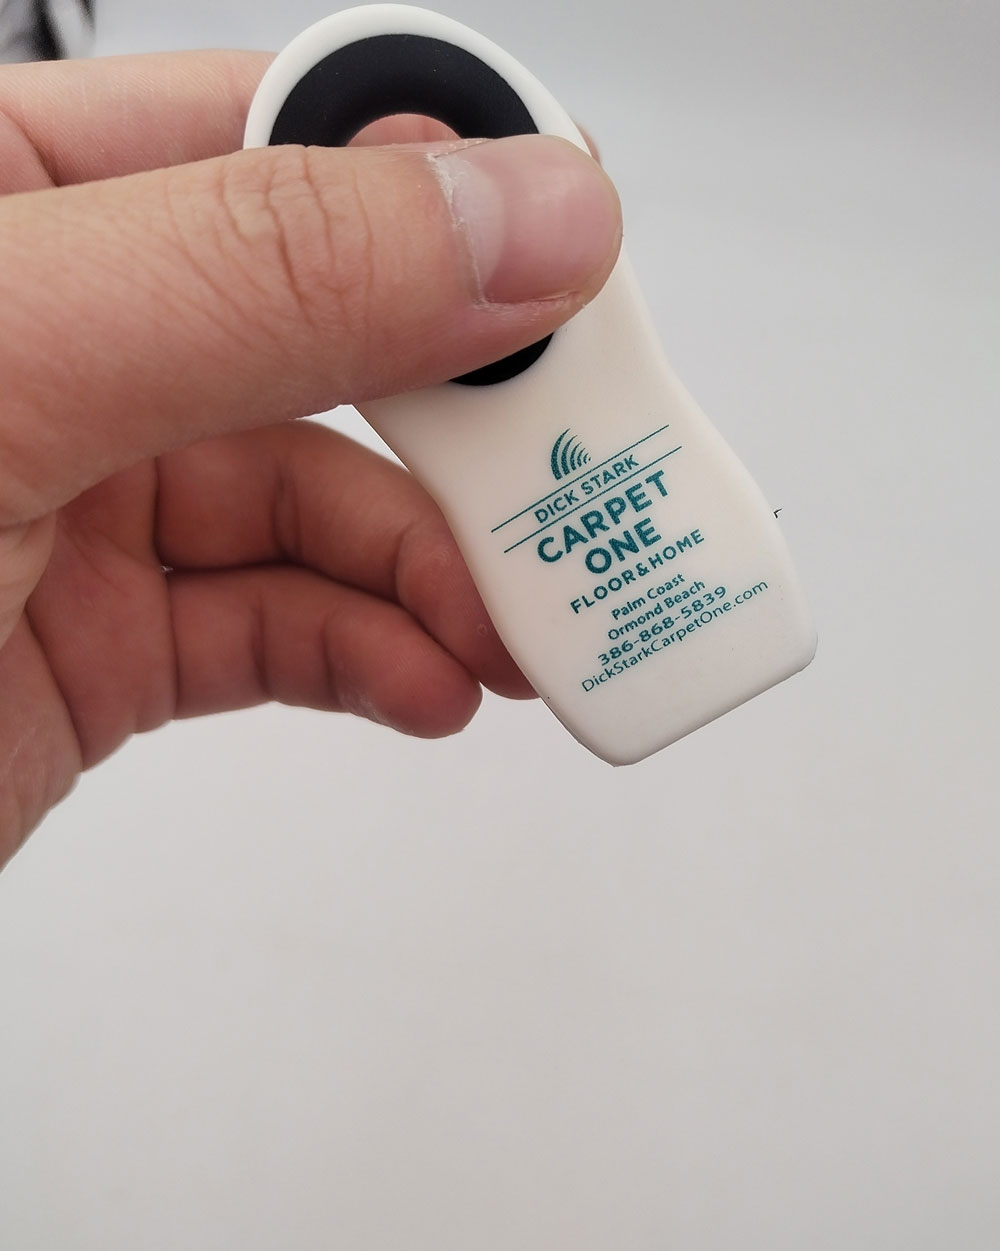 DICK STARK
CARPET
ONE
FLOOR&HOME
Palm Coast
Ormond Beach
386-868-5839
DickStarkCarpetOne.com